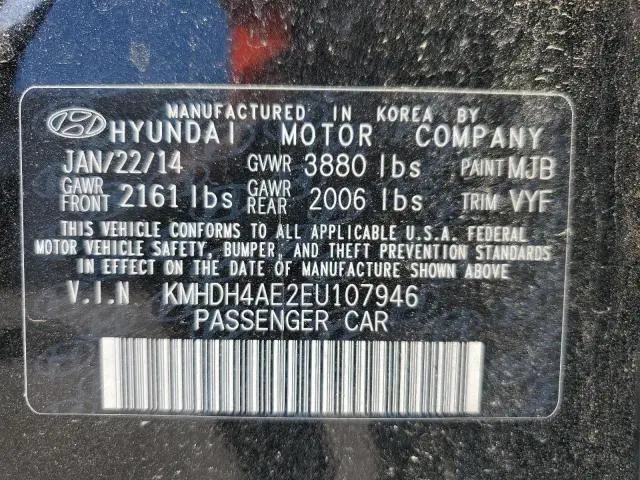 MANUFACTURED IN KOREA BY
HYUNDAI MOTOR COMPANY
JAN/22/14 GVWR 3880 lbs PAINT MJB
GAWR FRONT 2161 lbs GAWR REAR 2006 lbs TRIM VYF
THIS VEHICLE CONFORMS TO ALL APPLICABLE U.S.A. FEDERAL
MOTOR VEHICLE SAFETY, BUMPER, AND THEFT PREVENTION STANDARDS
IN EFFECT ON THE DATE OF MANUFACTURE SHOWN ABOVE
V.I.N KMHDH4AE2EU107946
PASSENGER CAR